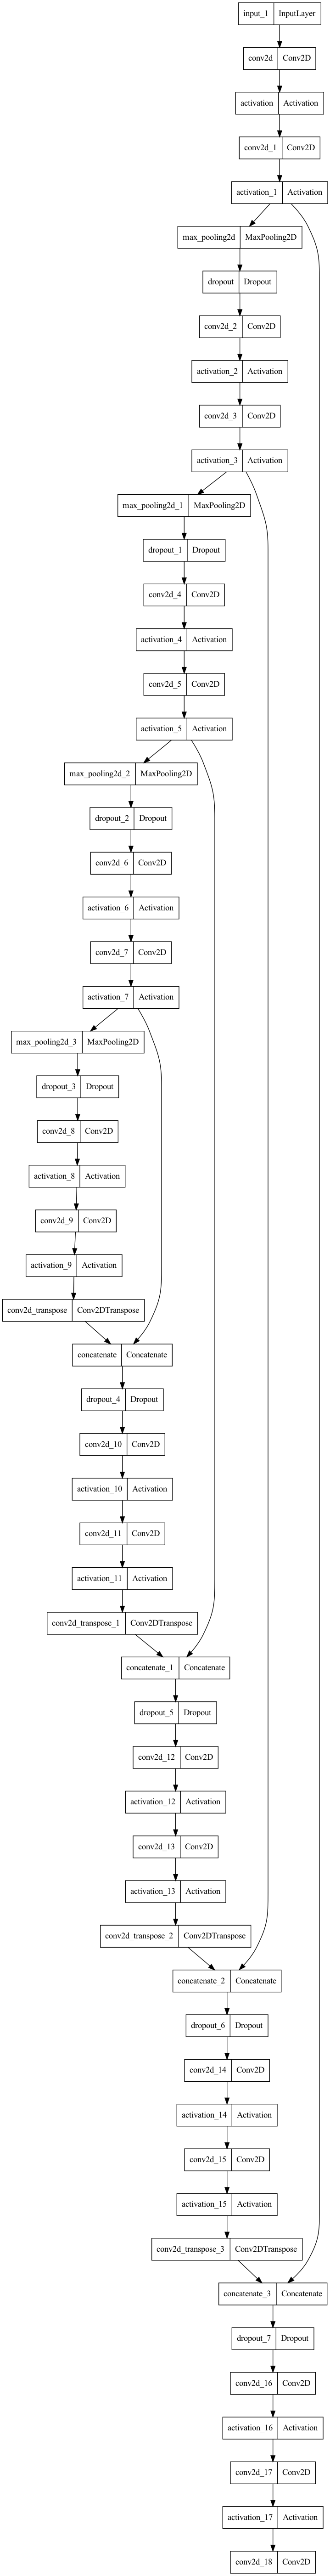 input_1 InputLayer
conv2d Conv2D
activation Activation
conv2d_1 Conv2D
activation_1 Activation
max_pooling2d MaxPooling2D
dropout Dropout
conv2d_2 Conv2D
activation_2 Activation
conv2d_3 Conv2D
activation_3 Activation
max_pooling2d_1 MaxPooling2D
dropout_1 Dropout
conv2d_4 Conv2D
activation_4 Activation
conv2d_5 Conv2D
activation_5 Activation
max_pooling2d_2 MaxPooling2D
dropout_2 Dropout
conv2d_6 Conv2D
activation_6 Activation
conv2d_7 Conv2D
activation_7 Activation
max_pooling2d_3 MaxPooling2D
dropout_3 Dropout
conv2d_8 Conv2D
activation_8 Activation
conv2d_9 Conv2D
activation_9 Activation
conv2d_transpose Conv2DTranspose
concatenate Concatenate
dropout_4 Dropout
conv2d_10 Conv2D
activation_10 Activation
conv2d_11 Conv2D
activation_11 Activation
conv2d_transpose_1 Conv2DTranspose
concatenate_1 Concatenate
dropout_5 Dropout
conv2d_12 Conv2D
activation_12 Activation
conv2d_13 Conv2D
activation_13 Activation
conv2d_transpose_2 Conv2DTranspose
concatenate_2 Concatenate
dropout_6 Dropout
conv2d_14 Conv2D
activation_14 Activation
conv2d_15 Conv2D
activation_15 Activation
conv2d_transpose_3 Conv2DTranspose
concatenate_3 Concatenate
dropout_7 Dropout
conv2d_16 Conv2D
activation_16 Activation
conv2d_17 Conv2D
activation_17 Activation
conv2d_18 Conv2D